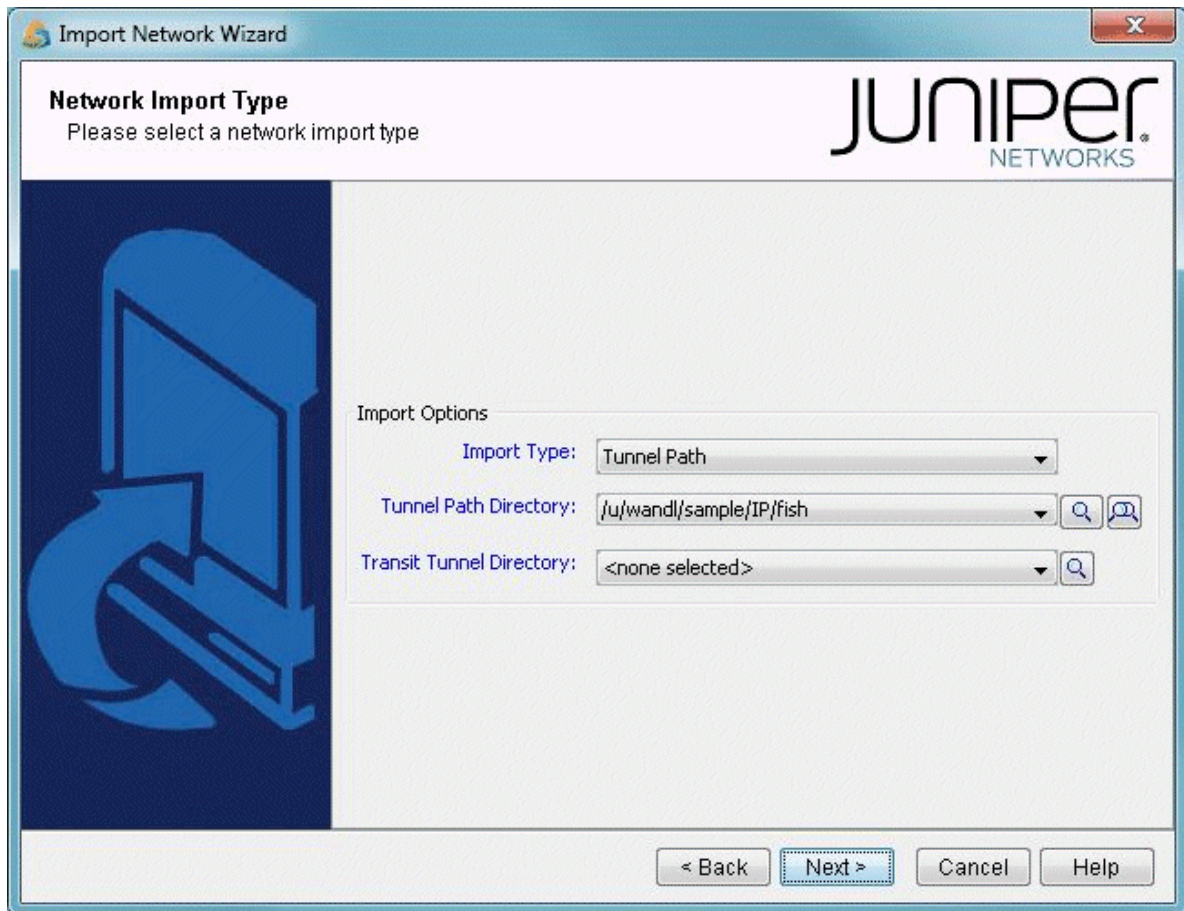 Import Network Wizard
Network Import Type
Please select a network import type
JUNIPER
NETWORKS
Import Options
Import Type: Tunnel Path
Tunnel Path Directory: /u/wandl/sample/IP/fish
Transit Tunnel Directory: <none selected>
< Back Next > Cancel Help